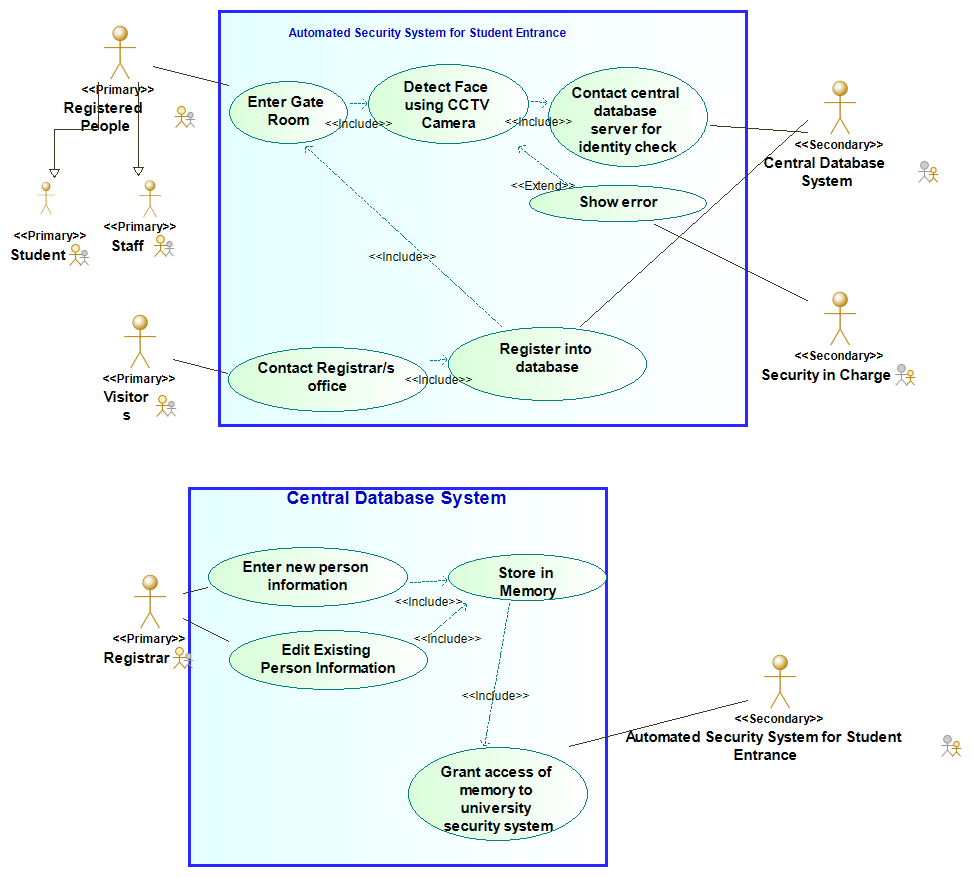 Automated Security System for Student Entrance
<<Primary>>
Registered
People
<<Primary>>
Student
<<Primary>>
Staff
Enter Gate
Room
<<Include>>
Detect Face
using CCTV
Camera
<<Include>>
Contact central
database
server for
identity check
<<Secondary>>
Central Database
System
<<Extend>>
Show error
<<Include>>
<<Primary>>
Visitor
s
Contact Registrar/s
office
<<Include>>
Register into
database
<<Secondary>>
Security in Charge
Central Database System
<<Primary>>
Registrar
Enter new person
information
<<Include>>
Store in
Memory
Edit Existing
Person Information
<<Include>>
<<Include>>
Grant access of
memory to
university
security system
<<Secondary>>
Automated Security System for Student
Entrance